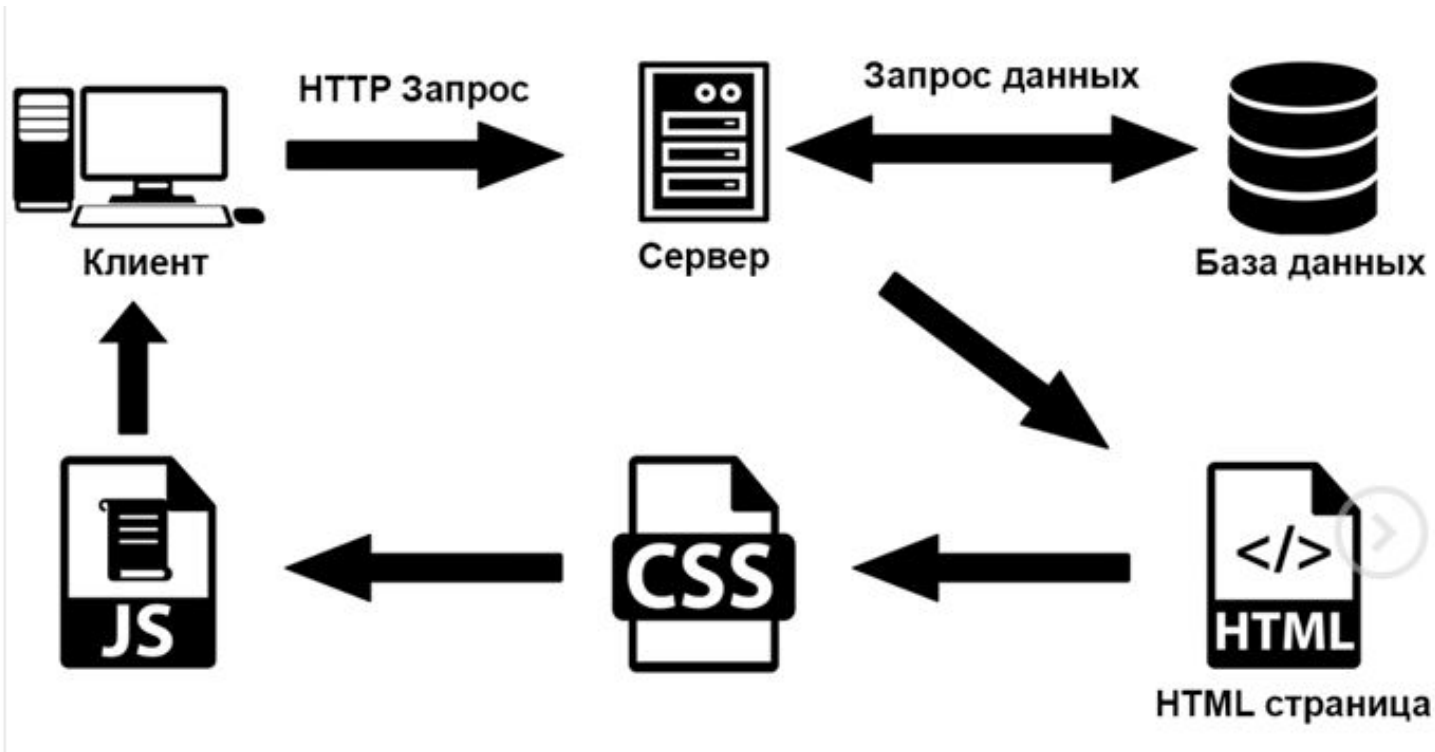 HTTP Запрос
Запрос данных
Клиент
Сервер
База данных
JS
CSS
</>
HTML
HTML страница